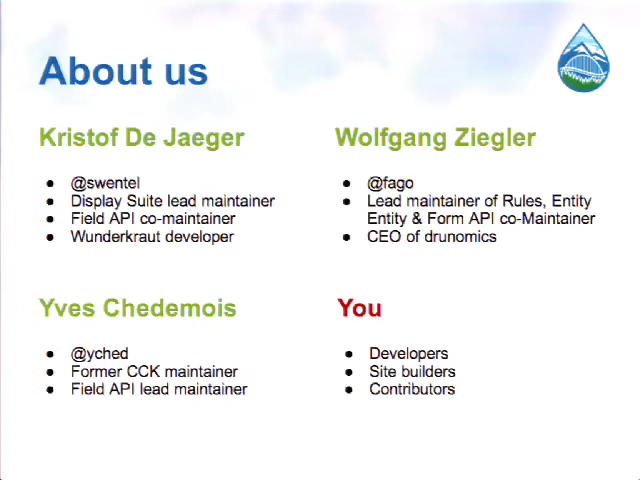 About us
Kristof De Jaeger
● @swentel
● Display Suite lead maintainer
● Field API co-maintainer
● Wunderkraut developer
Wolfgang Ziegler
● @fago
● Lead maintainer of Rules, Entity
Entity & Form API co-Maintainer
● CEO of drunomics
Yves Chedemois
● @yched
● Former CCK maintainer
● Field API lead maintainer
You
● Developers
● Site builders
● Contributors